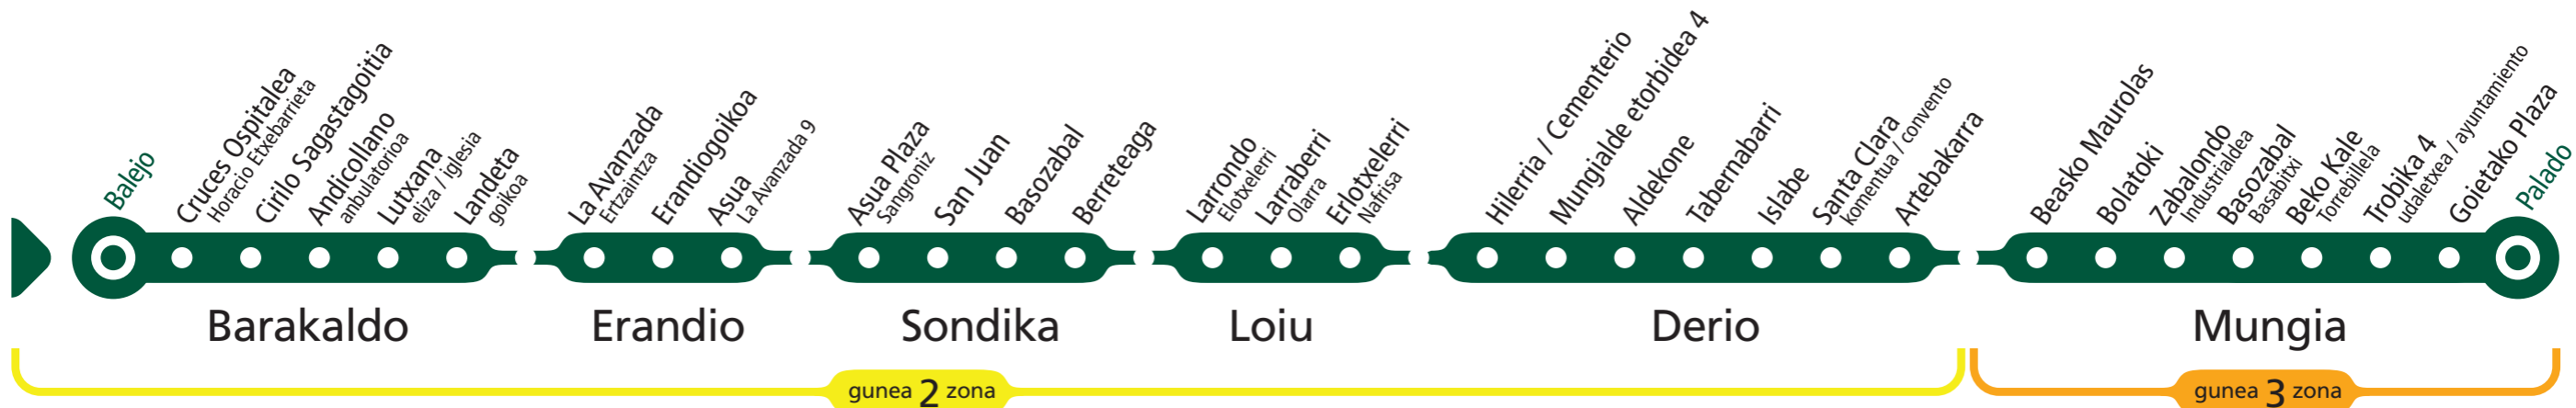 Balejo
Cruces Ospitalea
Horacio Etxebarrieta
Cirilo Sagastagoitia
Andicollano
anbulatorioa
Lutxana
eliza / iglesia
Landeta
goikoa
La Avanzada
Ertzaintza
Erandiogoikoa
Asua
La Avanzada 9
Asua Plaza
Sangroniz
San Juan
Basozabal
Berreteaga
Larrondo
Elotxelerri
Larraberri
Olarra
Erlotxelerri
Nafrisa
Hilerria / Cementerio
Mungialde etorbidea 4
Aldekone
Tabernabarri
Islabe
Santa Clara
komentua / convento
Artebakarra
Beasko Maurolas
Bolatoki
Zabalondo
Industrialdea
Basozabal
Basabitxi
Beko Kale
Torrebillela
Trobika 4
udaletxea / ayuntamiento
Goietako Plaza
Palado
Barakaldo
Erandio
Sondika
Loiu
Derio
Mungia
gunea 2 zona
gunea 3 zona